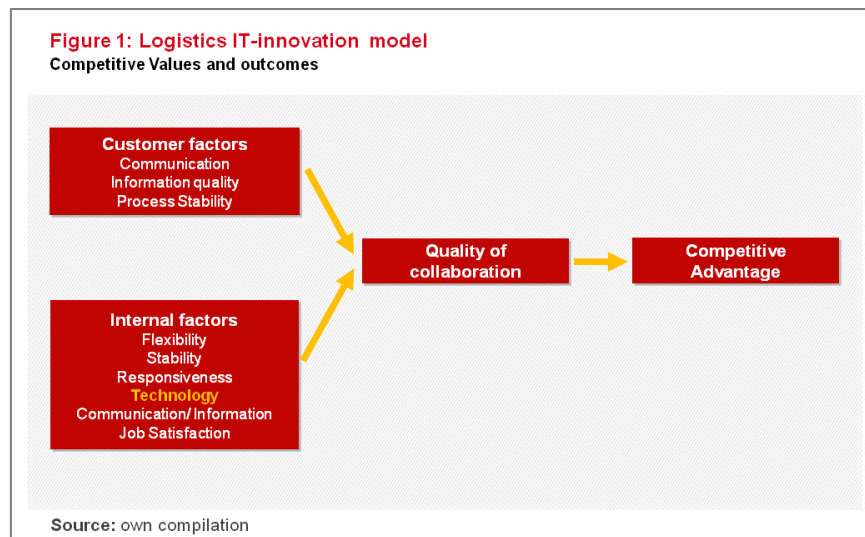 Figure 1: Logistics IT-innovation model
Competitive Values and outcomes
Customer factors
Communication
Information quality
Process Stability
Internal factors
Flexibility
Stability
Responsiveness
Technology
Communication/ Information
Job Satisfaction
Quality of
collaboration
Competitive
Advantage
Source: own compilation